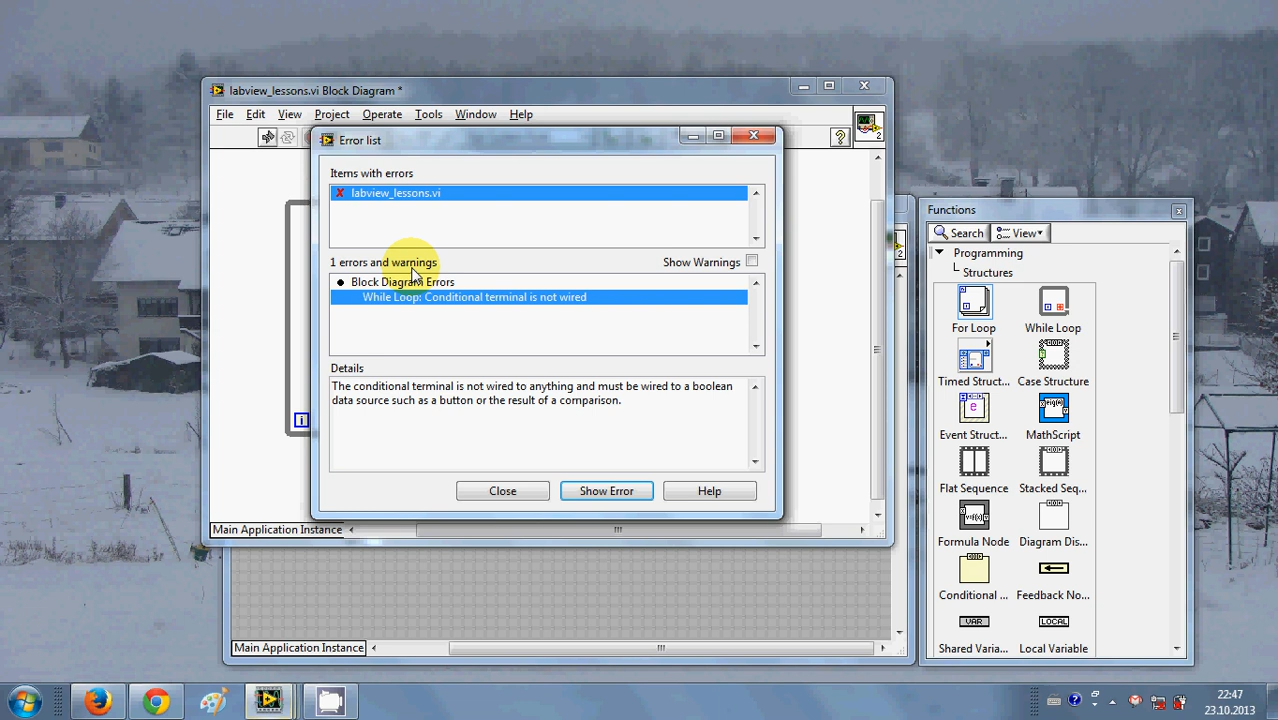 labview_lessons.vi Block Diagram *
File Edit View Project Operate Tools Window Help
2
Error list
Items with errors
labview_lessons.vi
1 errors and warnings
Show Warnings
Block Diagram Errors
While Loop: Conditional terminal is not wired
Details
The conditional terminal is not wired to anything and must be wired to a boolean
data source such as a button or the result of a comparison.
Close Show Error Help
i
Main Application Instance
2
Main Application Instance
Functions
Search View
Programming
Structures
For Loop While Loop
Timed Struct... Case Structure
Event Struct... MathScript
Flat Sequence Stacked Seq...
Formula Node Diagram Dis...
Conditional ... Feedback No...
VAR LOCAL
Shared Varia... Local Variable
22:47
23.10.2013